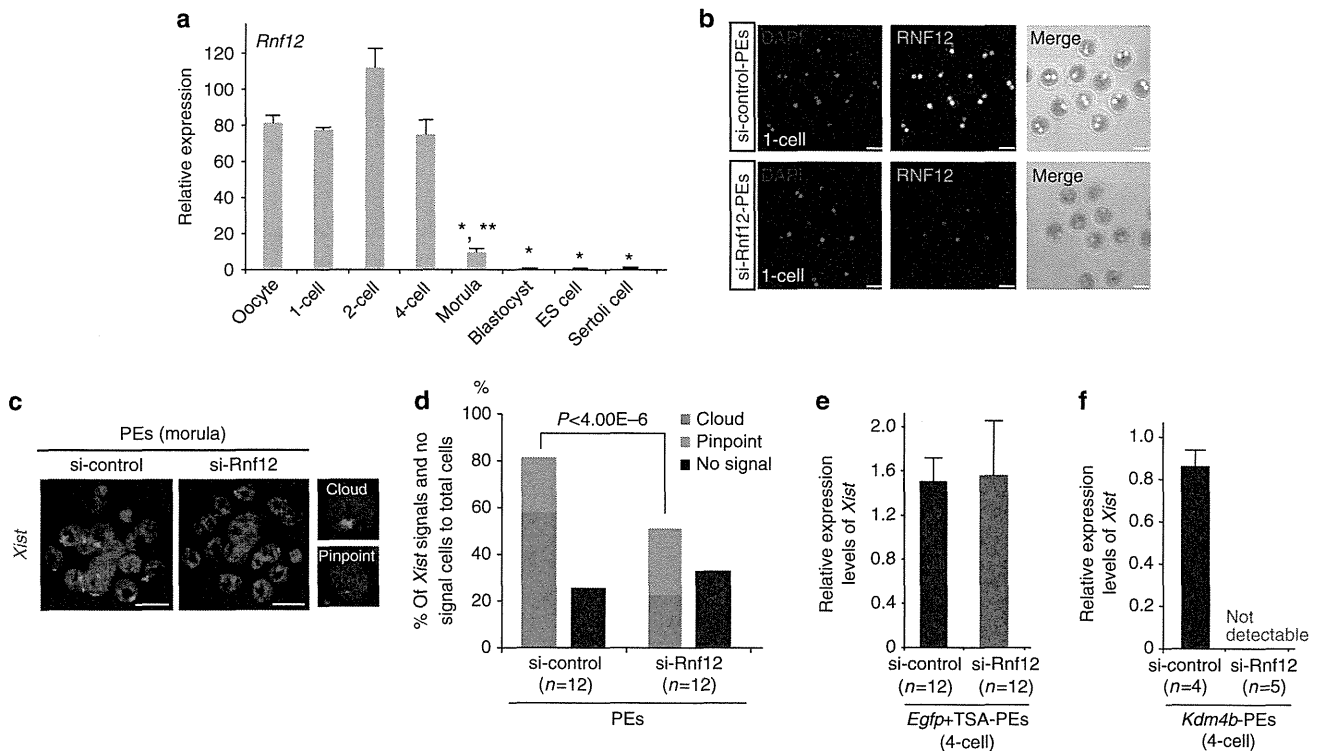 a
Rnf12
Relative expression
120
100
80
60
40
20
0
*, **
*
*
*
Oocyte
1-cell
2-cell
4-cell
Morula
Blastocyst
ES cell
Sertoli cell
b
si-control-PEs
DAPI
1-cell
RNF12
Merge
si-Rnf12-PEs
DAPI
1-cell
RNF12
Merge
c
PEs (morula)
si-control
si-Rnf12
Xist
Cloud
Pinpoint
d
%
% Of Xist signals and no
signal cells to total cells
100
80
60
40
20
0
P<4.00E–6
Cloud
Pinpoint
No signal
si-control
(n=12)
si-Rnf12
(n=12)
PEs
e
Relative expression
levels of Xist
2.0
1.6
1.2
0.4
0
si-control
(n=12)
si-Rnf12
(n=12)
Egfp+TSA-PEs
(4-cell)
f
Relative expression
levels of Xist
1.0
0.8
0.6
0.4
0.2
0
Not
detectable
si-control
(n=4)
si-Rnf12
(n=5)
Kdm4b-PEs
(4-cell)